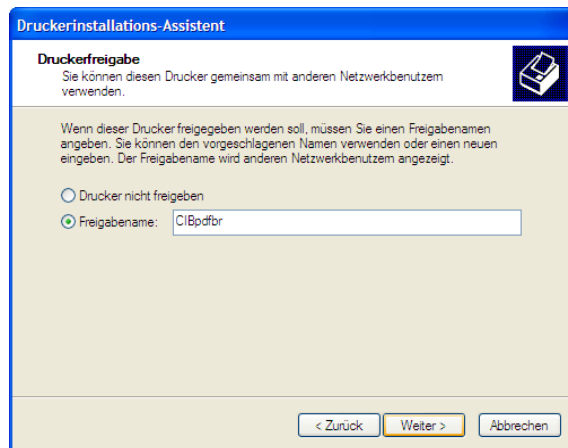 Druckerinstallations-Assistent
Druckerfreigabe
Sie können diesen Drucker gemeinsam mit anderen Netzwerkbenutzern
verwenden.
Wenn dieser Drucker freigegeben werden soll, müssen Sie einen Freigabenamen
angeben. Sie können den vorgeschlagenen Namen verwenden oder einen neuen
eingeben. Der Freigabename wird anderen Netzwerkbenutzern angezeigt.
Drucker nicht freigeben
Freigabename: CIBpdfbr
< Zurück Weiter > Abbrechen